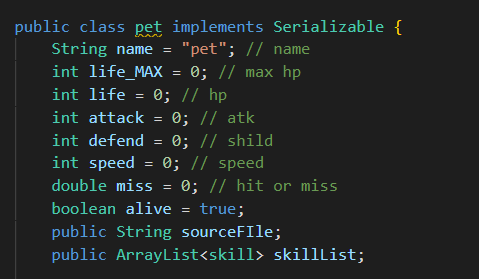 public class pet implements Serializable {
String name = "pet"; // name
int life_MAX = 0; // max hp
int life = 0; // hp
int attack = 0; // atk
int defend = 0; // shild
int speed = 0; // speed
double miss = 0; // hit or miss
boolean alive = true;
public String sourceFIle;
public ArrayList<skill> skillList;